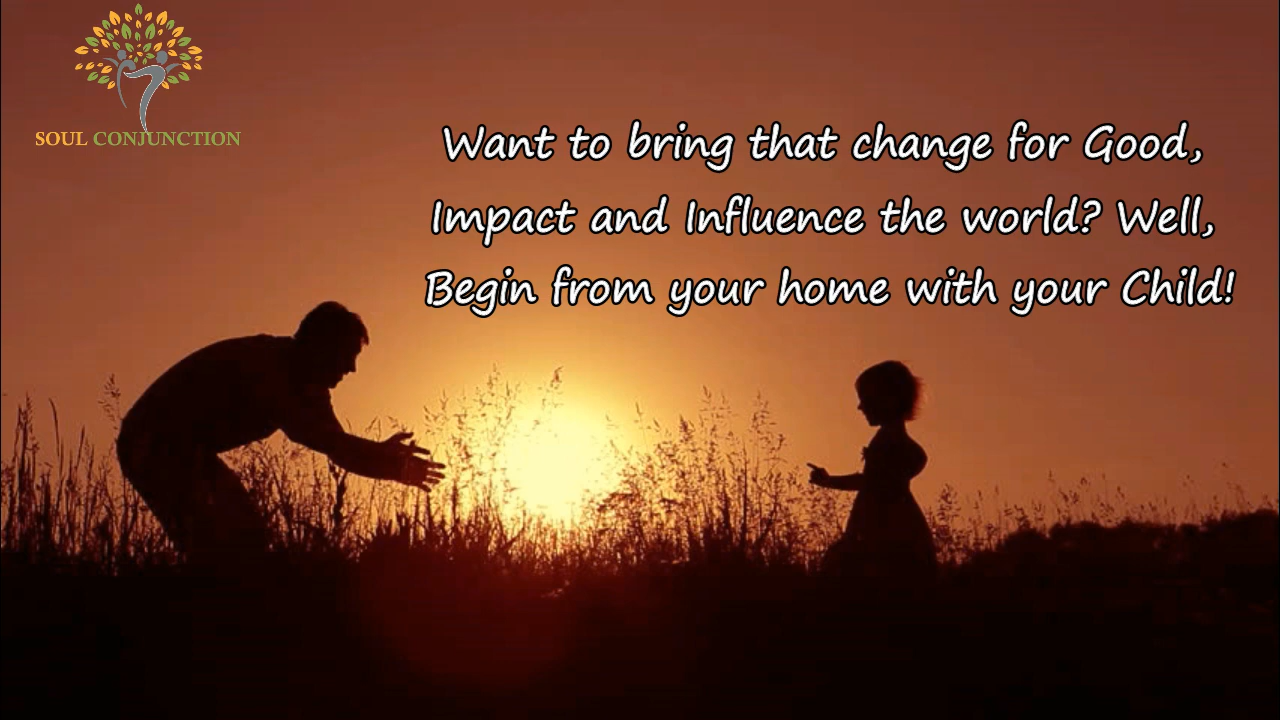 SOUL CONJUNCTION
Want to bring that change for Good,
Impact and Influence the world? Well,
Begin from your home with your Child!